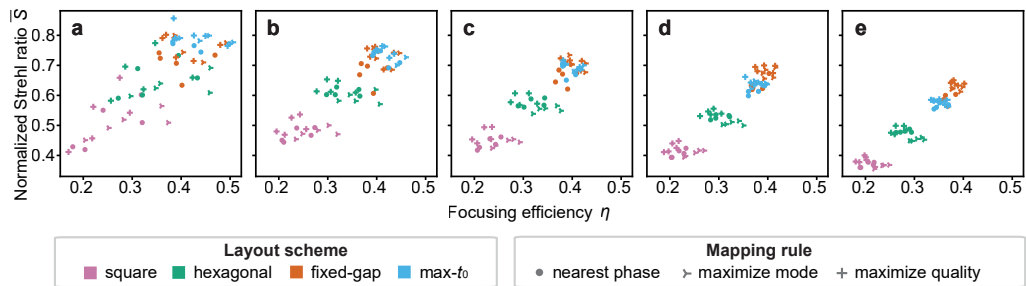 Normalized Strehl ratio S̅
a
b
c
d
e
0.8
0.7
0.6
0.5
0.4
0.2 0.3 0.4 0.5 0.2 0.3 0.4 0.5 0.2 0.3 0.4 0.5 0.2 0.3 0.4 0.5 0.2 0.3 0.4 0.5
Focusing efficiency η
Layout scheme
square hexagonal fixed-gap max-t₀
Mapping rule
nearest phase maximize mode maximize quality